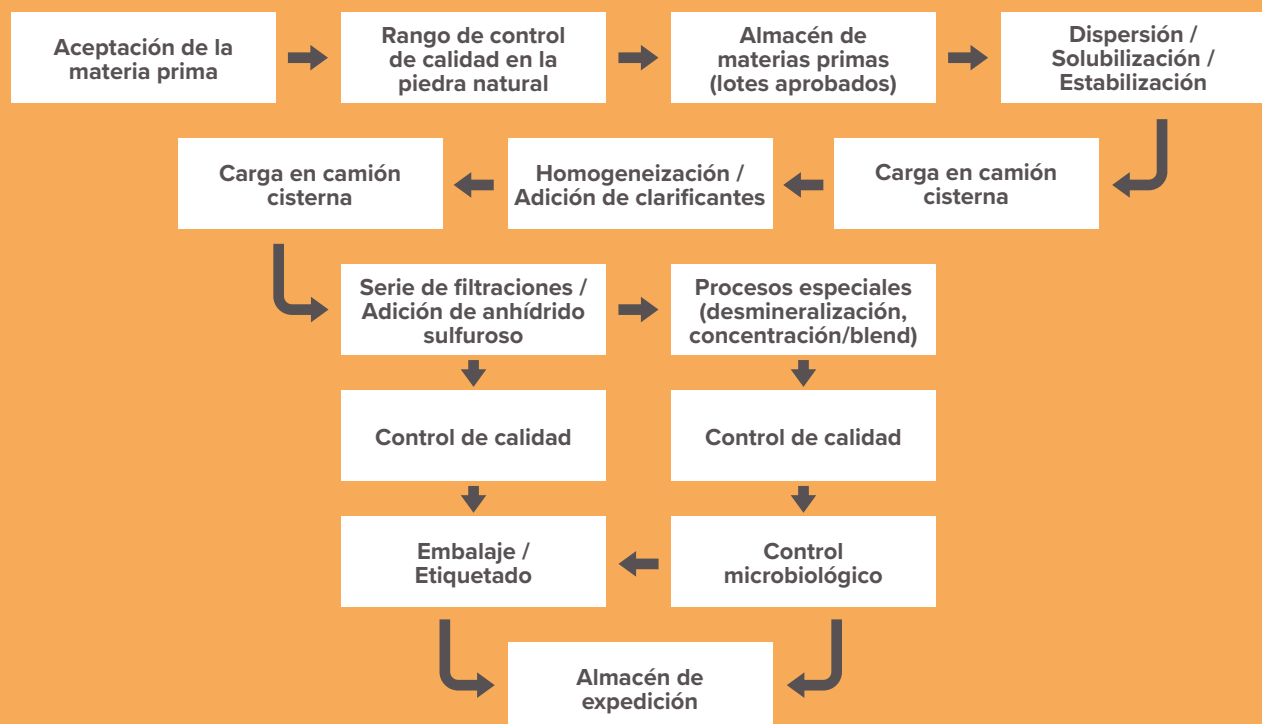 Aceptación de la
materia prima
Rango de control
de calidad en la
piedra natural
Almacén de
materias primas
(lotes aprobados)
Dispersión /
Solubilización /
Estabilización
Carga en camión
cisterna
Homogeneización /
Adición de clarificantes
Carga en camión
cisterna
Serie de filtraciones /
Adición de anhídrido
sulfuroso
Procesos especiales
(desmineralización,
concentración/blend)
Control de calidad
Control de calidad
Embalaje /
Etiquetado
Control
microbiológico
Almacén de
expedición